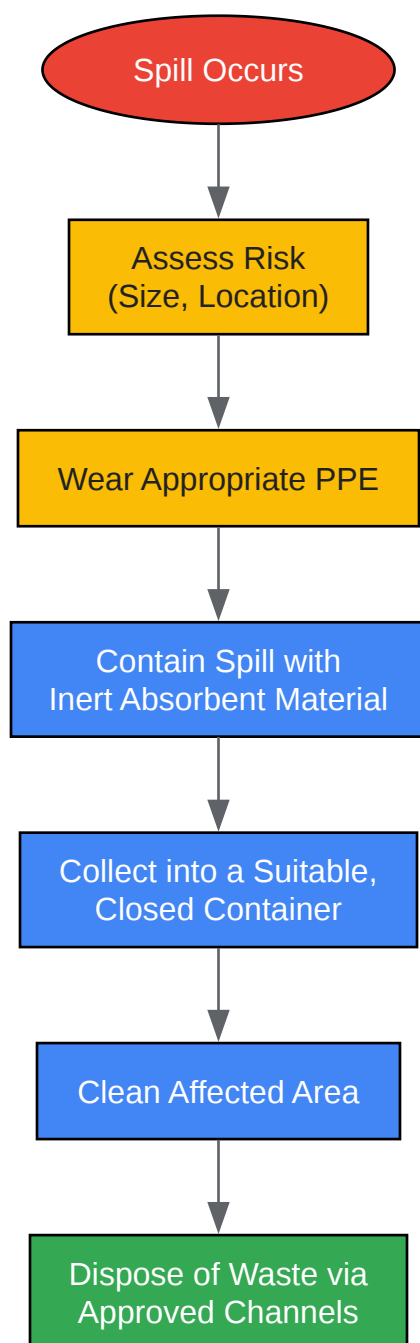 Spill Occurs
Assess Risk
(Size, Location)
Wear Appropriate PPE
Contain Spill with
Inert Absorbent Material
Collect into a Suitable,
Closed Container
Clean Affected Area
Dispose of Waste via
Approved Channels